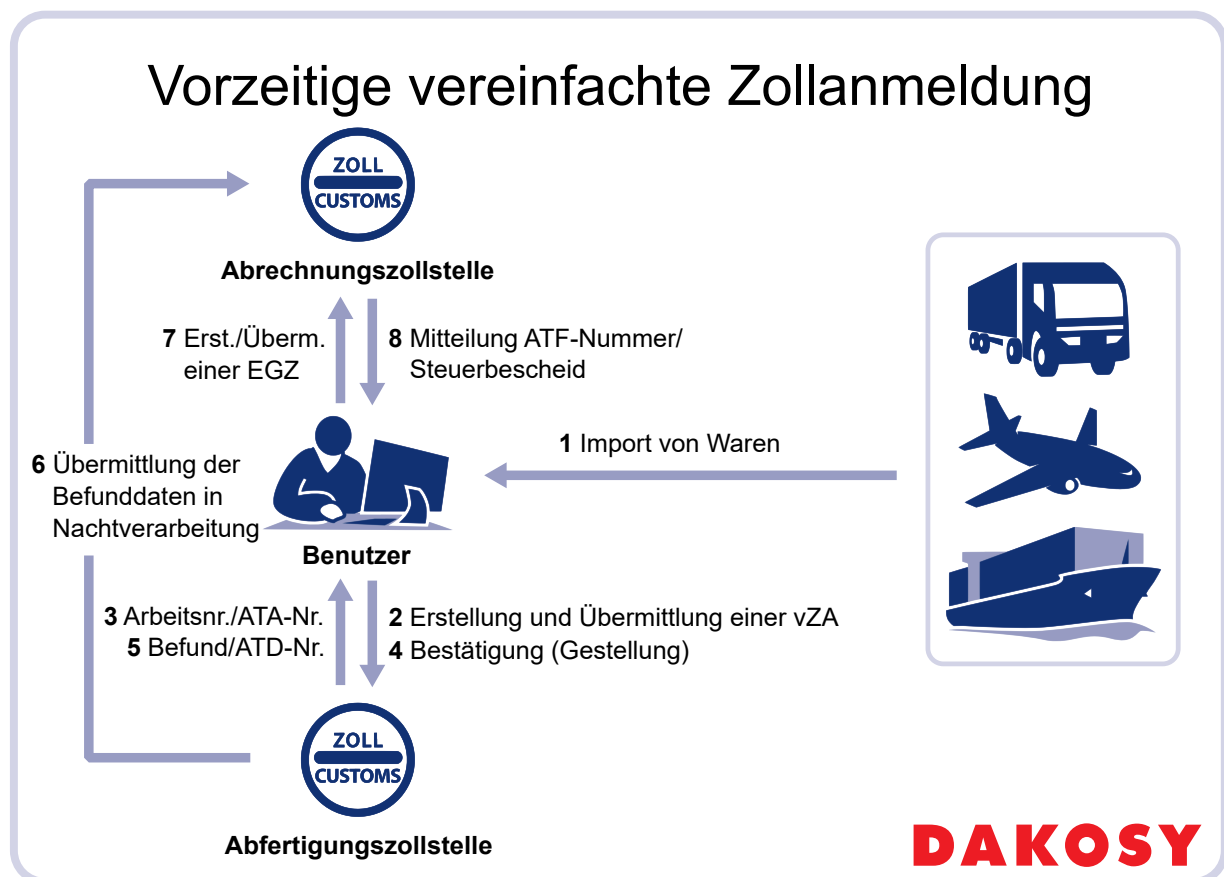 Vorzeitige vereinfachte Zollanmeldung
ZOLL
CUSTOMS
Abrechnungszollstelle
7 Erst./Überm.
einer EGZ
8 Mitteilung ATF-Nummer/
Steuerbescheid
1 Import von Waren
6 Übermittlung der
Befunddaten in
Nachtverarbeitung
Benutzer
3 Arbeitsnr./ATA-Nr.
5 Befund/ATD-Nr.
2 Erstellung und Übermittlung einer vZA
4 Bestätigung (Gestellung)
ZOLL
CUSTOMS
Abfertigungszollstelle
DAKOSY